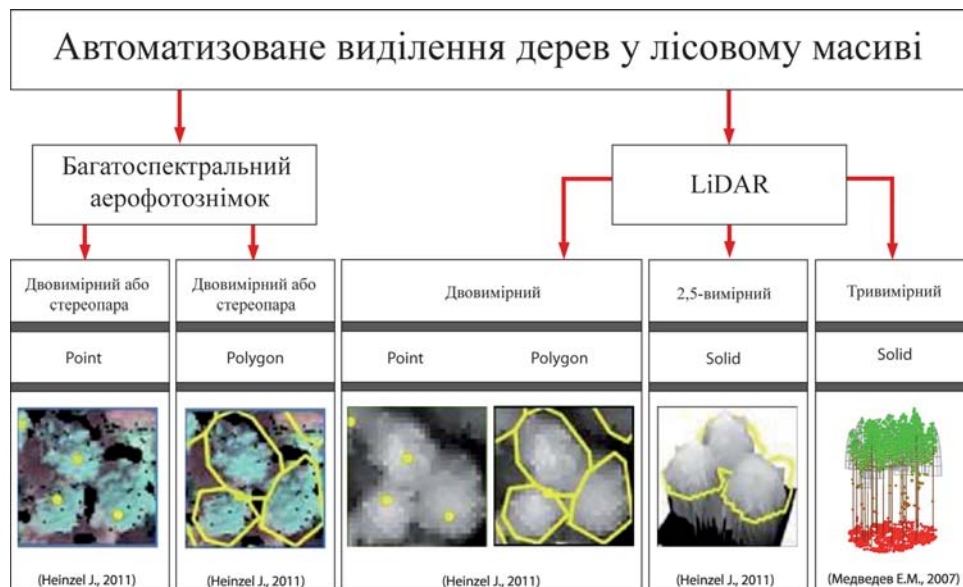 Автоматизоване виділення дерев у лісовому масиві
Багатоспектральний
аерофотознімок
LiDAR
Двовимірний або
стереопара
Двовимірний або
стереопара
Двовимірний
2,5-вимірний
Тривимірний
Point
Polygon
Point
Polygon
Solid
Solid
(Heinzel J., 2011)
(Heinzel J., 2011)
(Heinzel J., 2011)
(Heinzel J., 2011)
(Медведев Е.М., 2007)